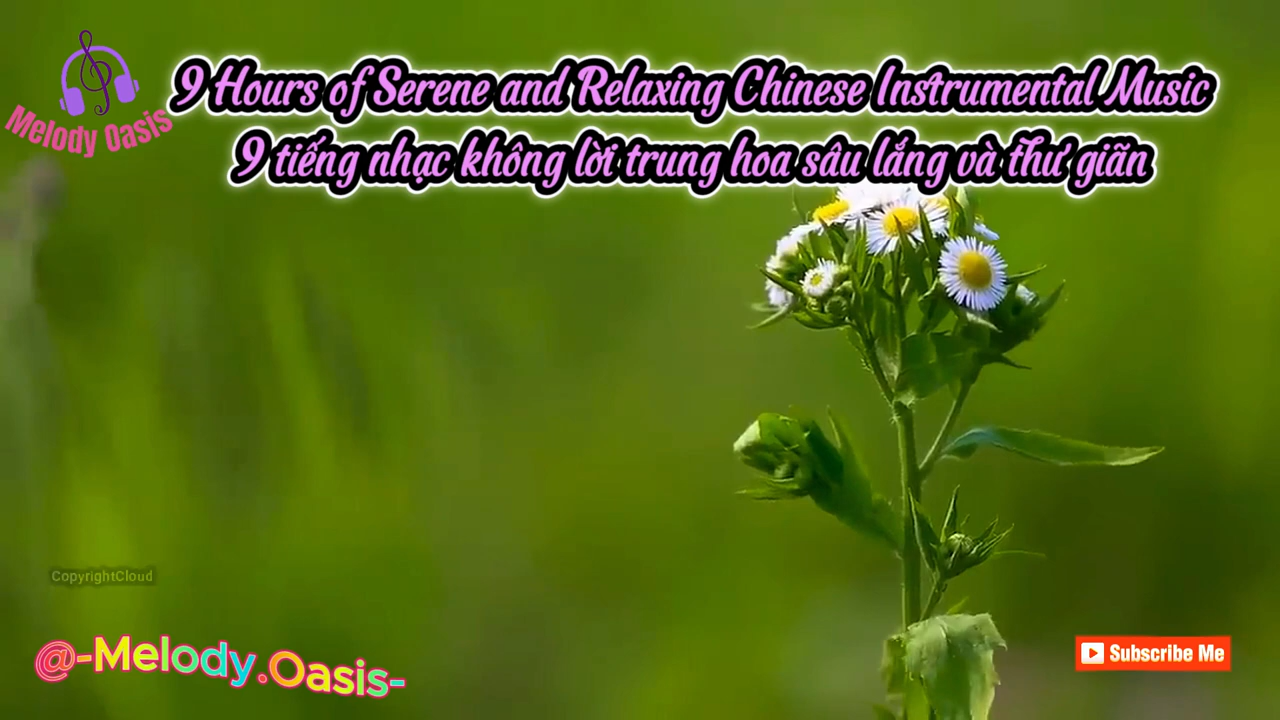 Melody Oasis
9 Hours of Serene and Relaxing Chinese Instrumental Music
9 tiếng nhạc không lời trung hoa sâu lắng và thư giãn
CopyrightCloud
@-Melody.Oasis-
Subscribe Me